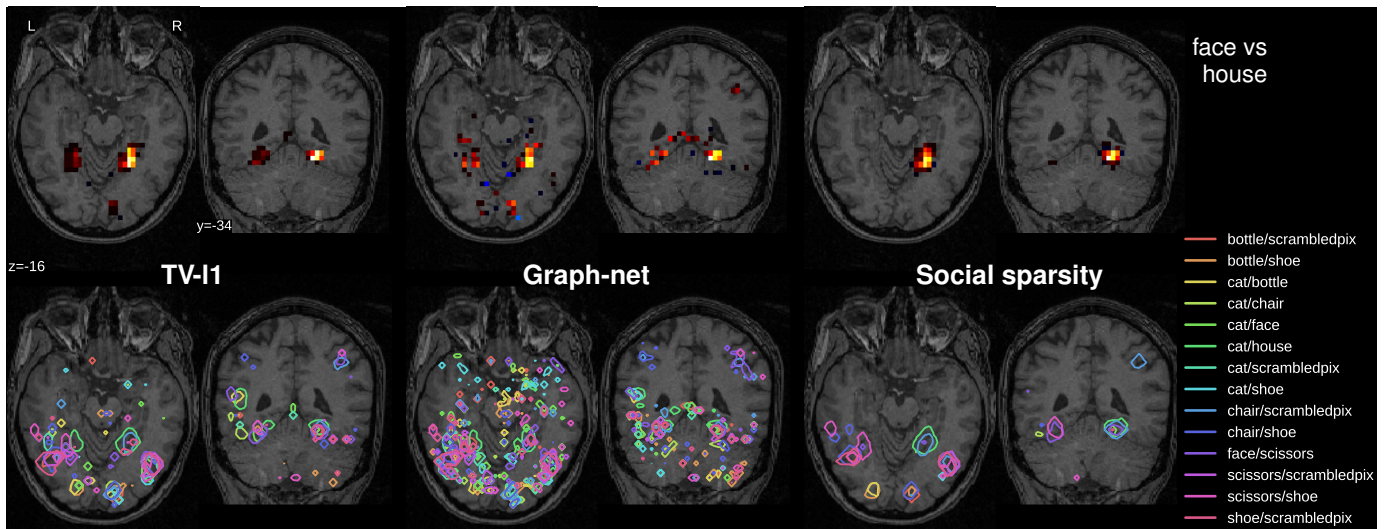 L
R
face vs
house
y=-34
z=-16
TV-l1
Graph-net
Social sparsity
bottle/scrambledpix
bottle/shoe
cat/bottle
cat/chair
cat/face
cat/house
cat/scrambledpix
cat/shoe
chair/scrambledpix
chair/shoe
face/scissors
scissors/scrambledpix
scissors/shoe
shoe/scrambledpix